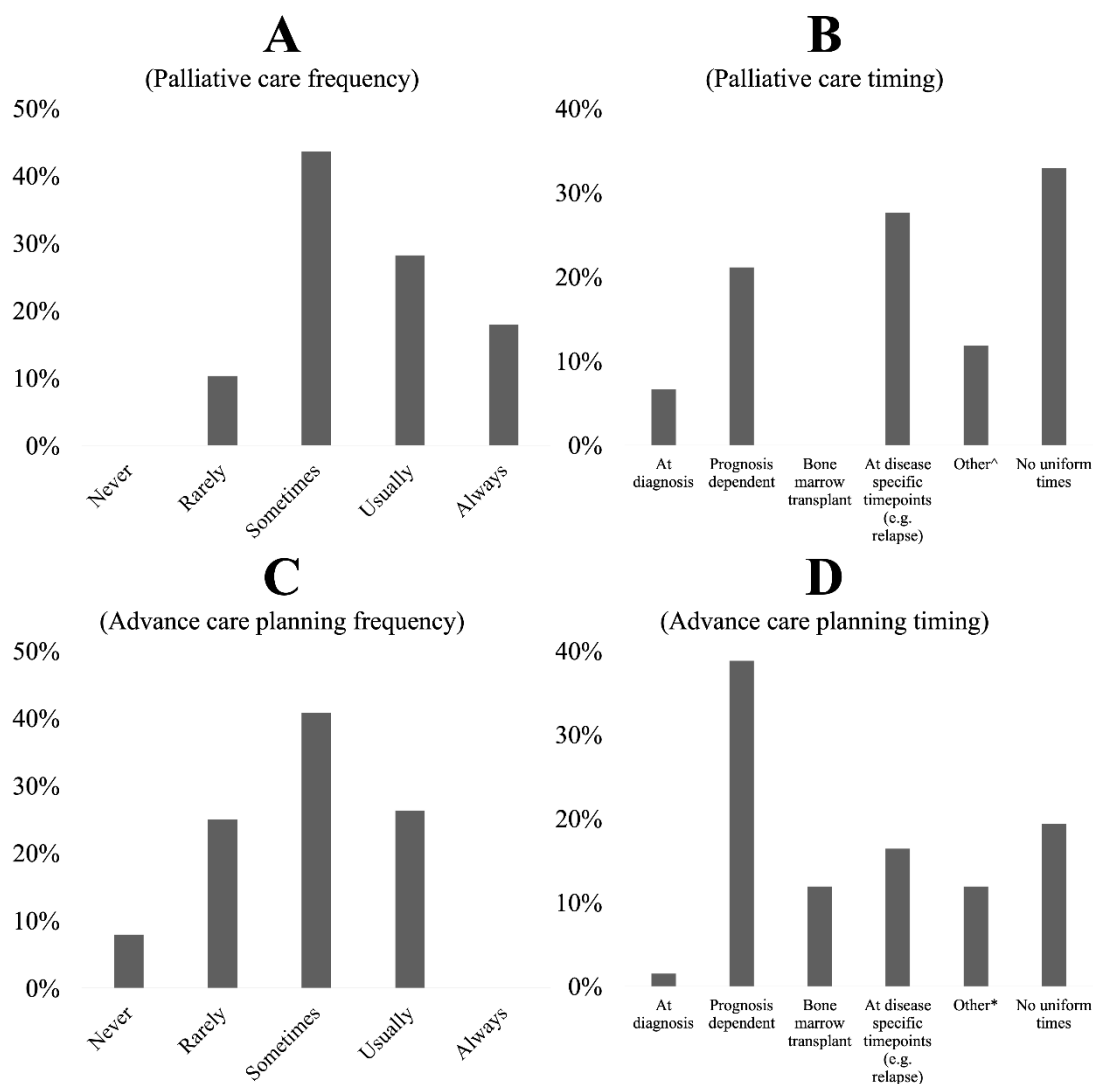 A
(Palliative care frequency)
50%
40%
30%
20%
10%
0%
Never
Rarely
Sometimes
Usually
Always
B
(Palliative care timing)
40%
30%
20%
10%
0%
At
diagnosis
Prognosis
dependent
Bone
marrow
transplant
At disease
specific
timepoints
(e.g.
relapse)
Other^
No uniform
times
C
(Advance care planning frequency)
50%
40%
30%
20%
10%
0%
Never
Rarely
Sometimes
Usually
Always
D
(Advance care planning timing)
40%
30%
20%
10%
0%
At
diagnosis
Prognosis
dependent
Bone
marrow
transplant
At disease
specific
timepoints
(e.g.
relapse)
Other*
No uniform
times